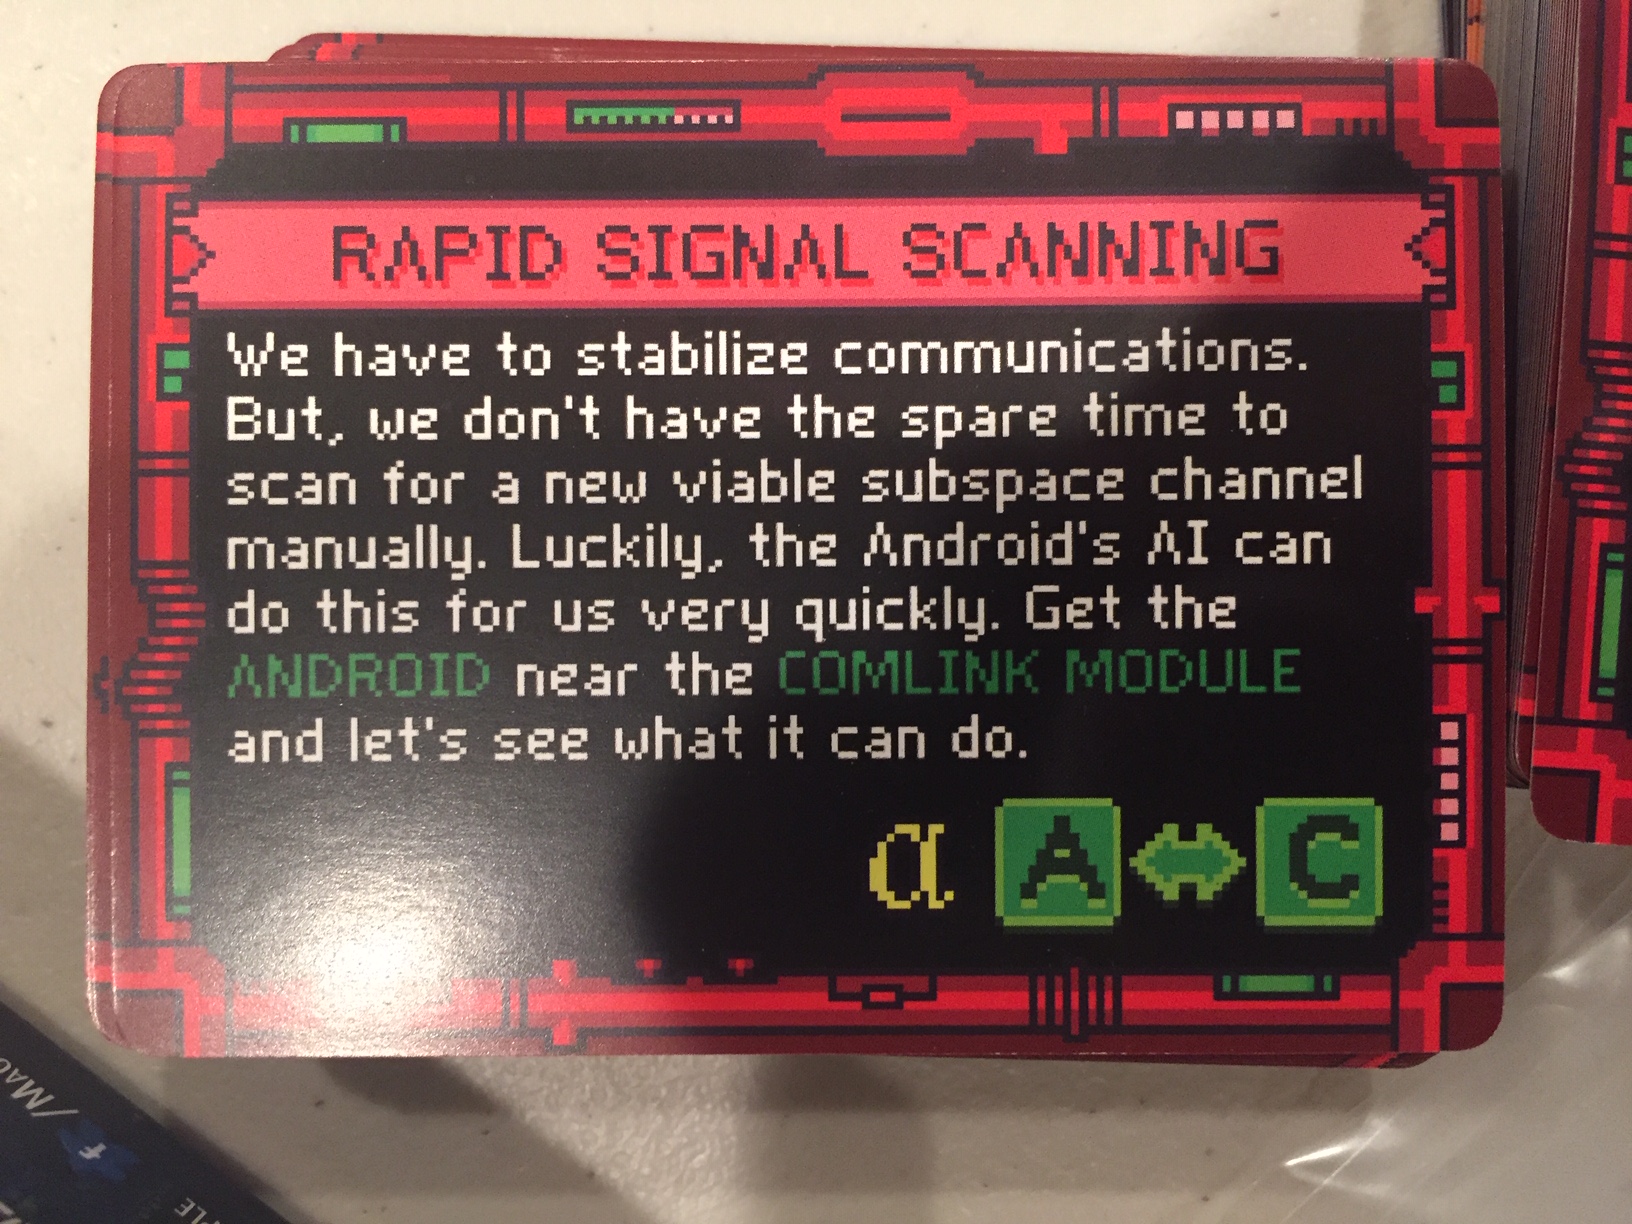 RAPID SIGNAL SCANNING
We have to stabilize communications.
But, we don't have the spare time to
scan for a new viable subspace channel
manually. Luckily, the Android's AI can
do this for us very quickly. Get the
ANDROID near the COMLINK MODULE
and let's see what it can do.
α A C